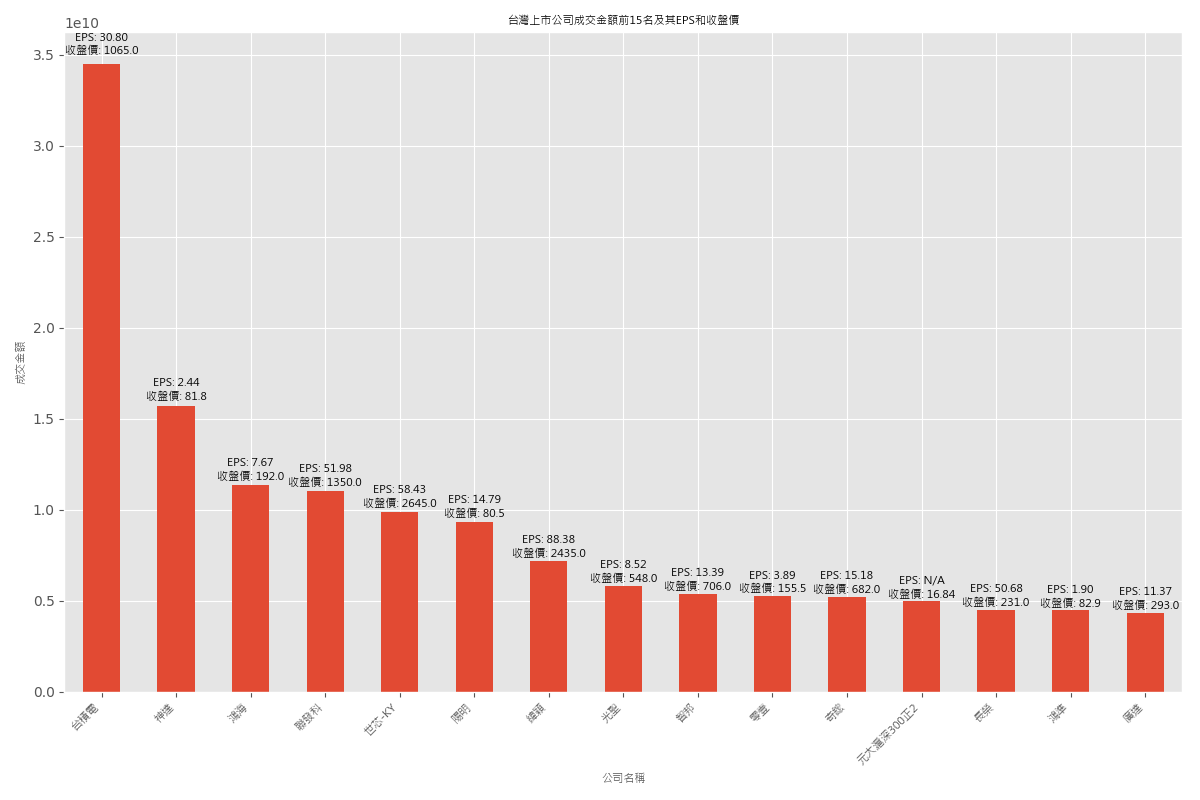 台灣上市公司成交金額前15名及其EPS和收盤價
1e10
3.5
3.0
2.5
2.0
1.5
1.0
0.5
0.0
成交金額
EPS: 30.80
收盤價: 1065.0
EPS: 2.44
收盤價: 81.8
EPS: 7.67
收盤價: 192.0
EPS: 51.98
收盤價: 1350.0
EPS: 58.43
收盤價: 2645.0
EPS: 14.79
收盤價: 80.5
EPS: 88.38
收盤價: 2435.0
EPS: 8.52
收盤價: 548.0
EPS: 13.39
收盤價: 706.0
EPS: 3.89
收盤價: 155.5
EPS: 15.18
收盤價: 682.0
EPS: N/A
收盤價: 16.84
EPS: 50.68
收盤價: 231.0
EPS: 1.90
收盤價: 82.9
EPS: 11.37
收盤價: 293.0
台積電
神達
鴻海
聯發科
世芯-KY
陽明
緯穎
光聖
智邦
零壹
奇鋐
元大滬深300正2
長榮
鴻準
廣達
公司名稱